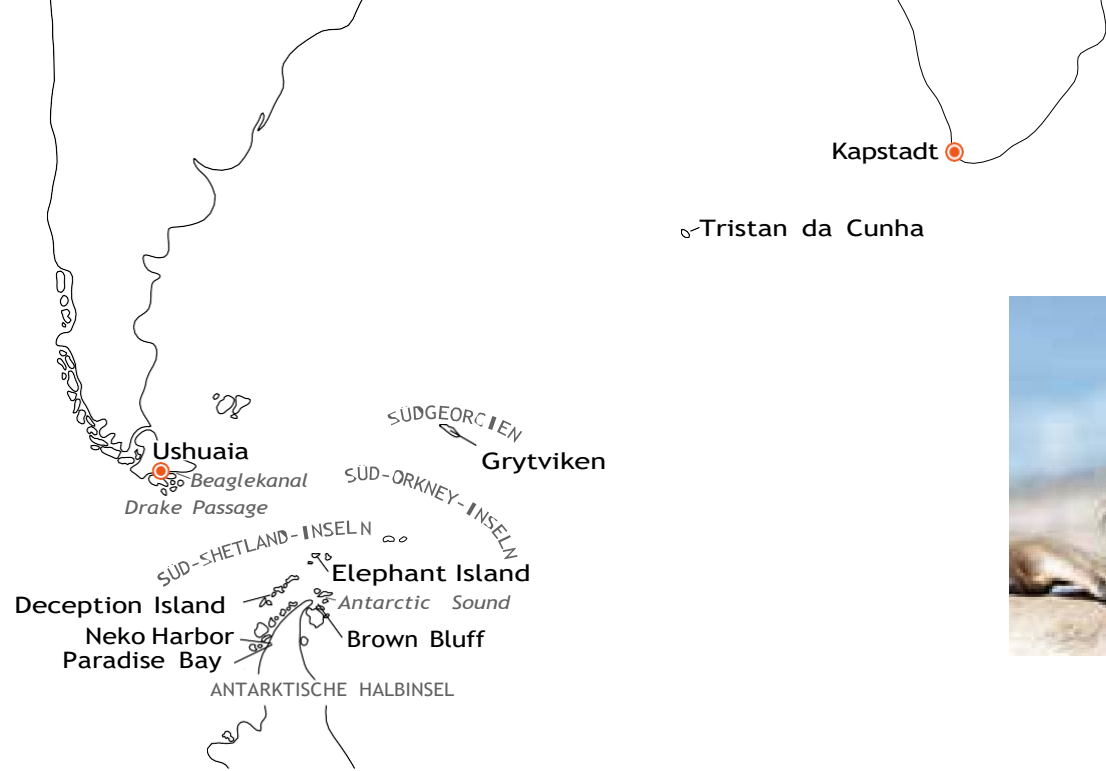 Kapstadt
Tristan da Cunha
SÜDGEORGIEN
Grytviken
Ushuaia
Beaglekanal
Drake Passage
SÜD-ORKNEY-INSELN
SÜD-SHETLAND-INSELN
Elephant Island
Deception Island
Antarctic Sound
Neko Harbor
Brown Bluff
Paradise Bay
ANTARKTISCHE HALBINSEL